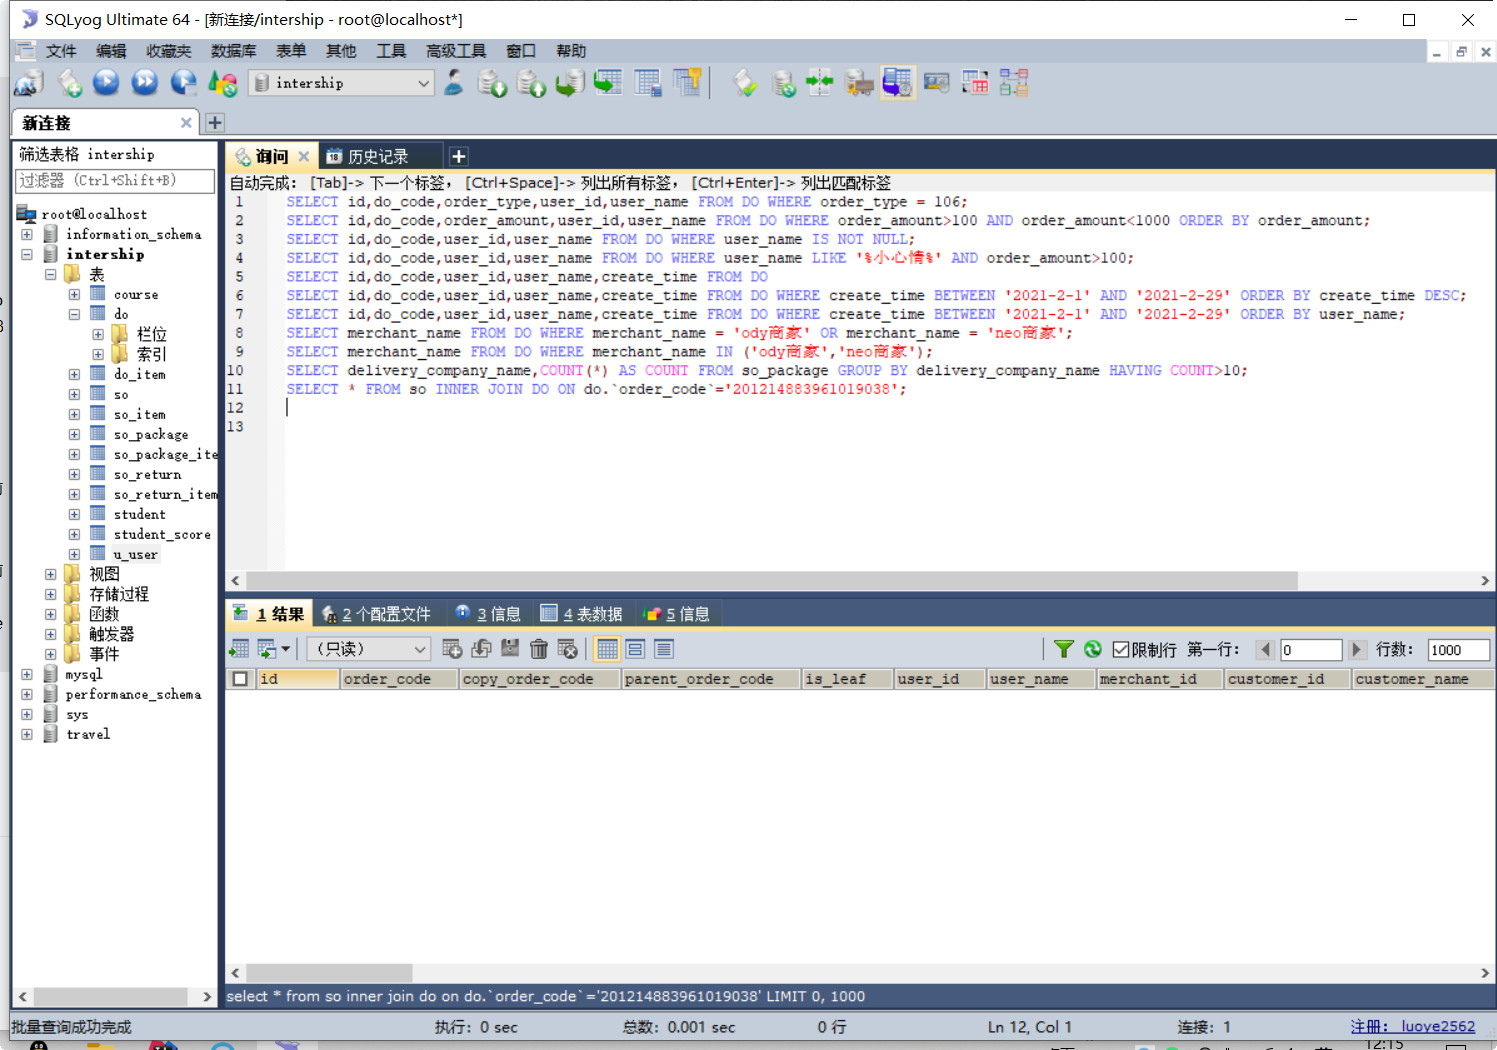 SQLyog Ultimate 64 - [新连接/intership - root@localhost*]
文件 编辑 收藏夹 数据库 表单 其他 工具 高级工具 窗口 帮助
intership
新连接
筛选表格 intership
过滤器 (Ctrl+Shift+B)
root@localhost
information_schema
intership
表
course
do
栏位
索引
do_item
so
so_item
so_package
so_package_ite
so_return
so_return_item
student
student_score
u_user
视图
存储过程
函数
触发器
事件
mysql
performance_schema
sys
travel
询问 历史记录
自动完成： [Tab]-> 下一个标签， [Ctrl+Space]-> 列出所有标签， [Ctrl+Enter]-> 列出匹配标签
1 SELECT id,do_code,order_type,user_id,user_name FROM DO WHERE order_type = 106;
2 SELECT id,do_code,order_amount,user_id,user_name FROM DO WHERE order_amount>100 AND order_amount<1000 ORDER BY order_amount;
3 SELECT id,do_code,user_id,user_name FROM DO WHERE user_name IS NOT NULL;
4 SELECT id,do_code,user_id,user_name FROM DO WHERE user_name LIKE '%小心情%' AND order_amount>100;
5 SELECT id,do_code,user_id,user_name,create_time FROM DO
6 SELECT id,do_code,user_id,user_name,create_time FROM DO WHERE create_time BETWEEN '2021-2-1' AND '2021-2-29' ORDER BY create_time DESC;
7 SELECT id,do_code,user_id,user_name,create_time FROM DO WHERE create_time BETWEEN '2021-2-1' AND '2021-2-29' ORDER BY user_name;
8 SELECT merchant_name FROM DO WHERE merchant_name = 'ody商家' OR merchant_name = 'neo商家';
9 SELECT merchant_name FROM DO WHERE merchant_name IN ('ody商家','neo商家');
10 SELECT delivery_company_name,COUNT(*) AS COUNT FROM so_package GROUP BY delivery_company_name HAVING COUNT>10;
11 SELECT * FROM so INNER JOIN DO ON do.`order_code`='201214883961019038';
12
13
1 结果 2 个配置文件 3 信息 4 表数据 5 信息
（只读） 限制行 第一行： 0 行数： 1000
id order_code copy_order_code parent_order_code is_leaf user_id user_name merchant_id customer_id customer_name
select * from so inner join do on do.`order_code`='201214883961019038' LIMIT 0, 1000
批量查询成功完成 执行：0 sec 总数：0.001 sec 0 行 Ln 12, Col 1 连接：1 注册： luoye2562
12:15